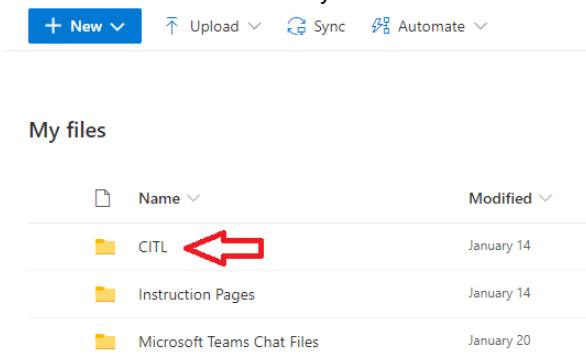 + New Upload Sync Automate
My files
Name Modified
CITL January 14
Instruction Pages January 14
Microsoft Teams Chat Files January 20